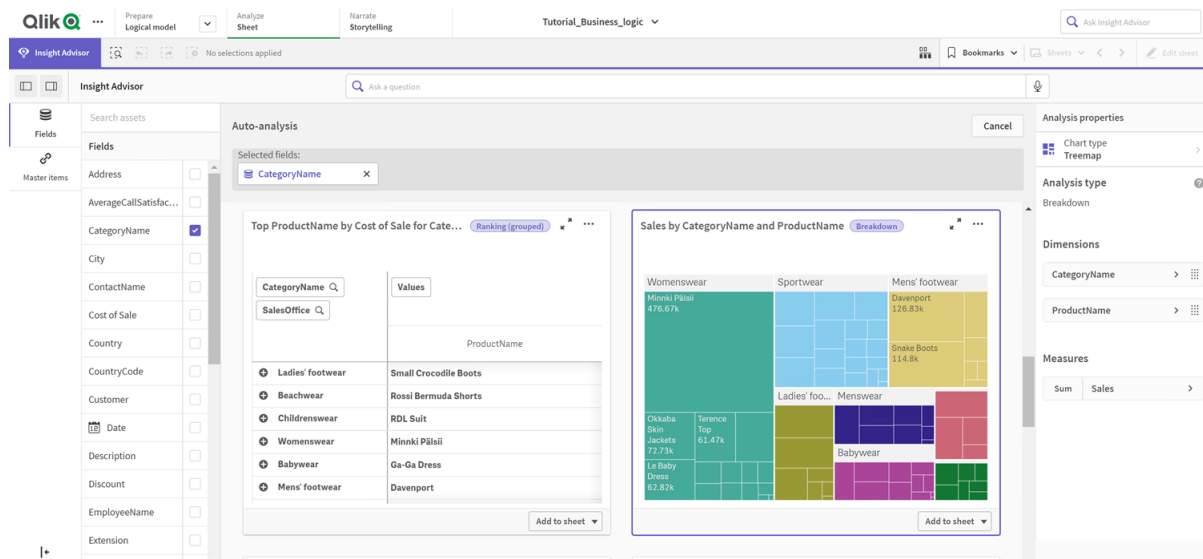 Qlik
Prepare
Logical model
Analyze
Sheet
Narrate
Storytelling
Tutorial_Business_logic
Ask Insight Advisor
Insight Advisor
No selections applied
Bookmarks
Sheets
Edit sheet
Insight Advisor
Ask a question
Fields
Master items
Search assets
Fields
Address
AverageCallSatisfac...
CategoryName
City
ContactName
Cost of Sale
Country
CountryCode
Customer
Date
Description
Discount
EmployeeName
Extension
Auto-analysis
Cancel
Selected fields:
CategoryName
Top ProductName by Cost of Sale for Cate...
Ranking (grouped)
CategoryName
Values
SalesOffice
ProductName
Ladies' footwear Small Crocodile Boots
Beachwear Rossi Bermuda Shorts
Childrenswear RDL Suit
Womenswear Minnki Pälsii
Babywear Ga-Ga Dress
Mens' footwear Davenport
Add to sheet
Sales by CategoryName and ProductName
Breakdown
Womenswear
Minnki Pälsii
476.67k
Okkaba
Skin
Jackets
72.73k
Terence
Top
61.47k
Le Baby
Dress
62.82k
Sportwear
Mens' footwear
Davenport
126.83k
Snake Boots
114.8k
Ladies' foo...
Menswear
Babywear
Add to sheet
Analysis properties
Chart type
Treemap
Analysis type
Breakdown
Dimensions
CategoryName
ProductName
Measures
Sum Sales